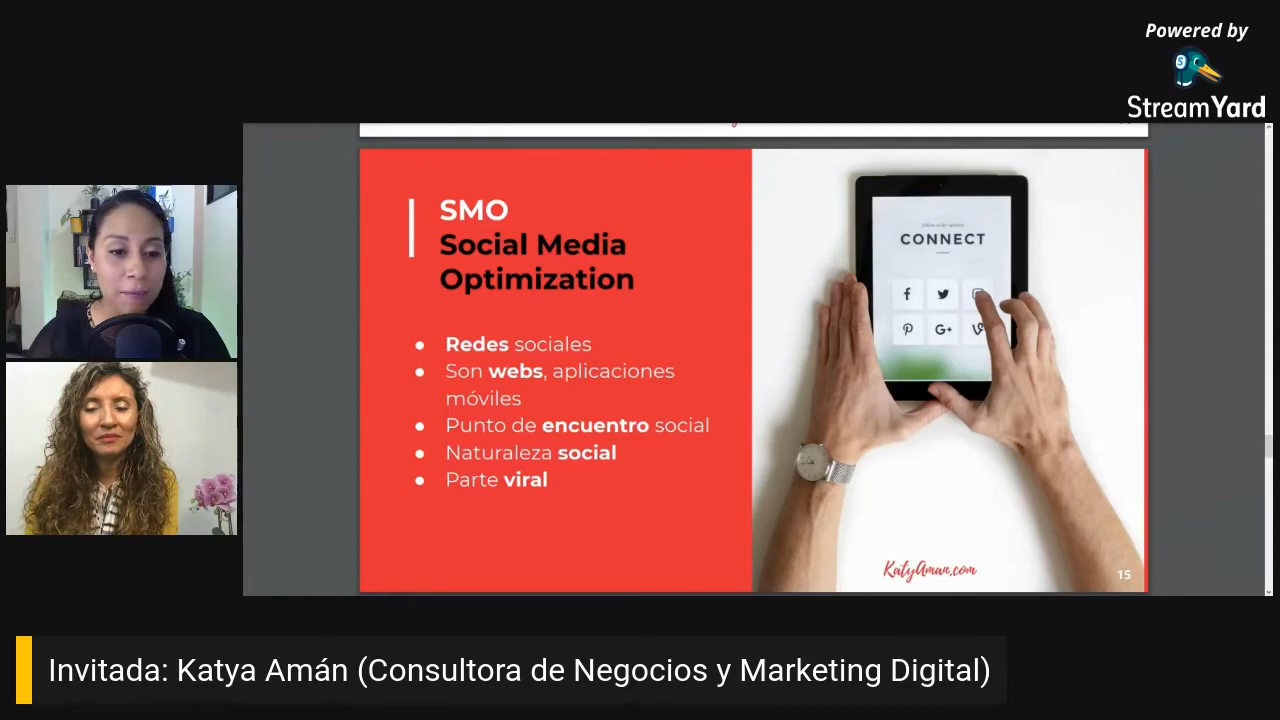 Powered by
StreamYard
SMO
Social Media
Optimization
● Redes sociales
● Son webs, aplicaciones
móviles
● Punto de encuentro social
● Naturaleza social
● Parte viral
CONNECT
KatyAman.com
15
Invitada: Katya Amán (Consultora de Negocios y Marketing Digital)